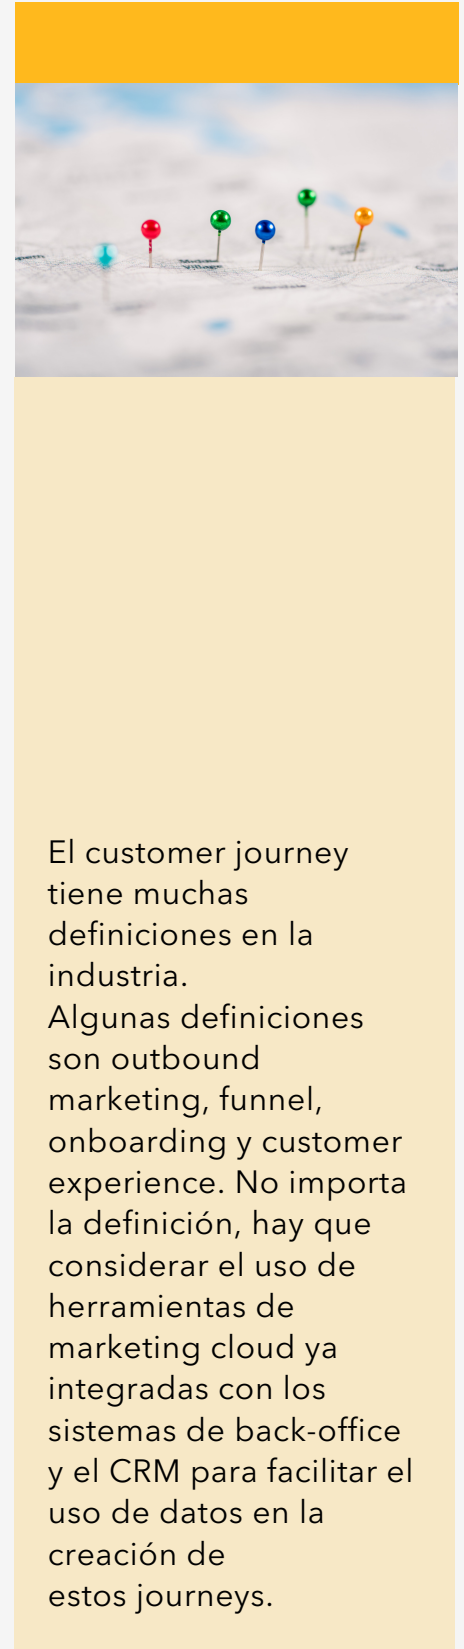 El customer journey
tiene muchas
definiciones en la
industria.
Algunas definiciones
son outbound
marketing, funnel,
onboarding y customer
experience. No importa
la definición, hay que
considerar el uso de
herramientas de
marketing cloud ya
integradas con los
sistemas de back-office
y el CRM para facilitar el
uso de datos en la
creación de
estos journeys.